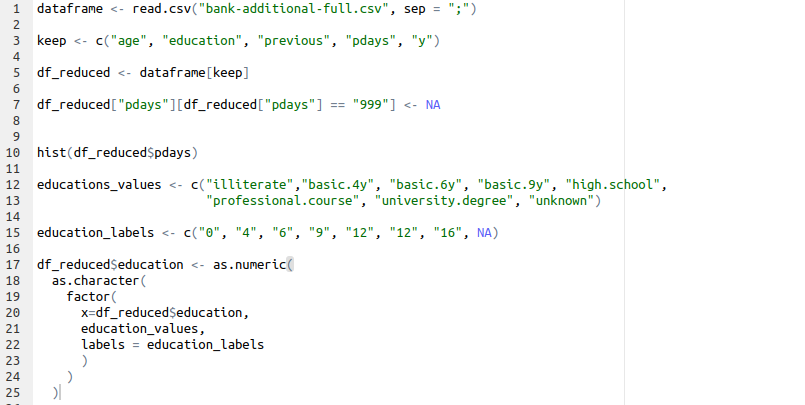 1 dataframe <- read.csv("bank-additional-full.csv", sep = ";")
2
3 keep <- c("age", "education", "previous", "pdays", "y")
4
5 df_reduced <- dataframe[keep]
6
7 df_reduced["pdays"][df_reduced["pdays"] == "999"] <- NA
8
9
10 hist(df_reduced$pdays)
11
12 educations_values <- c("illiterate","basic.4y", "basic.6y", "basic.9y", "high.school",
13 "professional.course", "university.degree", "unknown")
14
15 education_labels <- c("0", "4", "6", "9", "12", "12", "16", NA)
16
17 df_reduced$education <- as.numeric(
18 as.character(
19 factor(
20 x=df_reduced$education,
21 education_values,
22 labels = education_labels
23 )
24 )
25 )